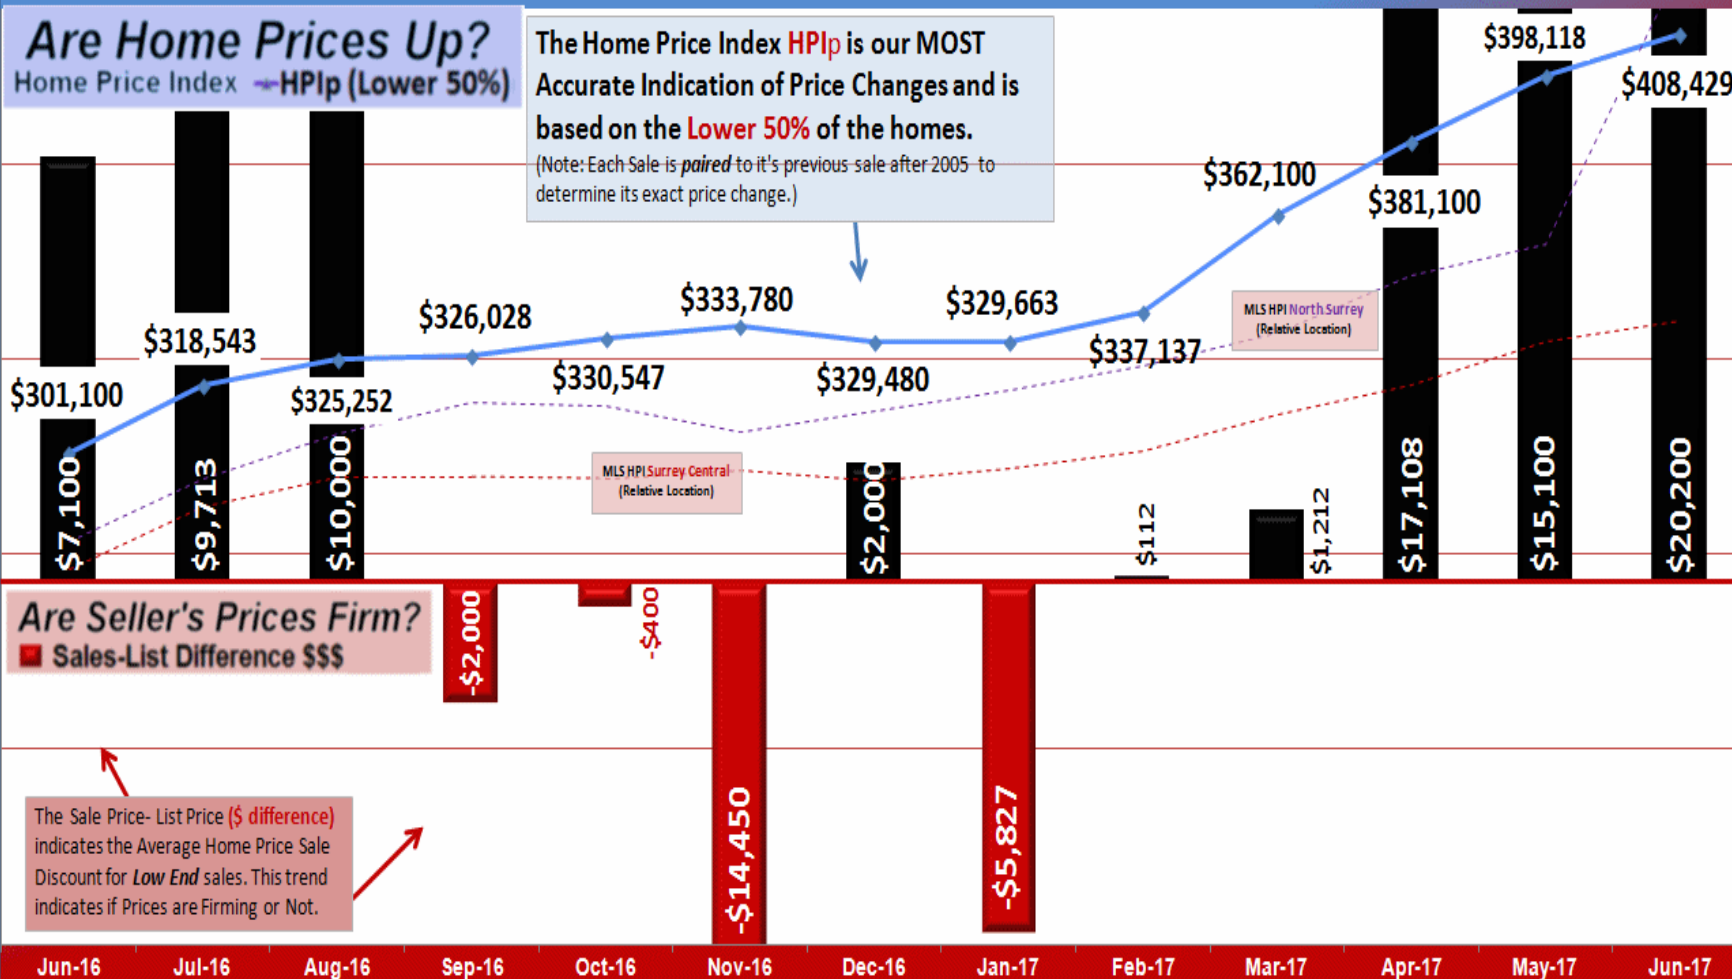 Are Home Prices Up?
Home Price Index HPIp (Lower 50%)
The Home Price Index HPIp is our MOST
Accurate Indication of Price Changes and is
based on the Lower 50% of the homes.
(Note: Each Sale is paired to it's previous sale after 2005 to
determine its exact price change.)
$301,100
$318,543
$325,252
$326,028
$330,547
$333,780
$329,480
$329,663
$337,137
$362,100
$381,100
$398,118
$408,429
MLS HPI North Surrey
(Relative Location)
MLS HPI Surrey Central
(Relative Location)
$7,100
$9,713
$10,000
-$2,000
-$400
-$14,450
$2,000
-$5,827
$112
$1,212
$17,108
$15,100
$20,200
Are Seller's Prices Firm?
Sales-List Difference $$$
The Sale Price- List Price ($ difference)
indicates the Average Home Price Sale
Discount for Low End sales. This trend
indicates if Prices are Firming or Not.
Jun-16 Jul-16 Aug-16 Sep-16 Oct-16 Nov-16 Dec-16 Jan-17 Feb-17 Mar-17 Apr-17 May-17 Jun-17